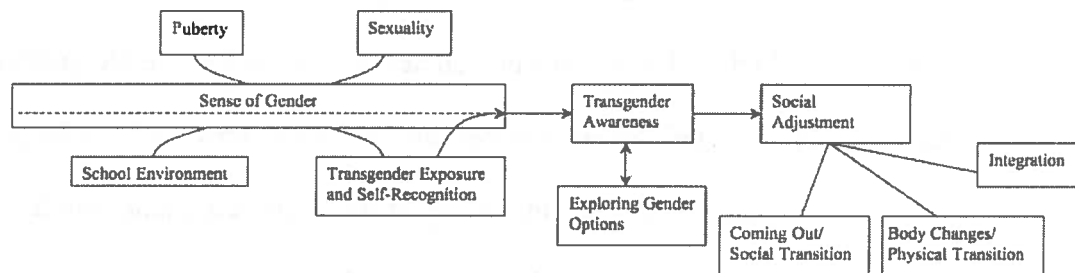 Puberty
Sexuality
Sense of Gender
School Environment
Transgender Exposure
and Self-Recognition
Transgender
Awareness
Exploring Gender
Options
Social
Adjustment
Integration
Coming Out/
Social Transition
Body Changes/
Physical Transition